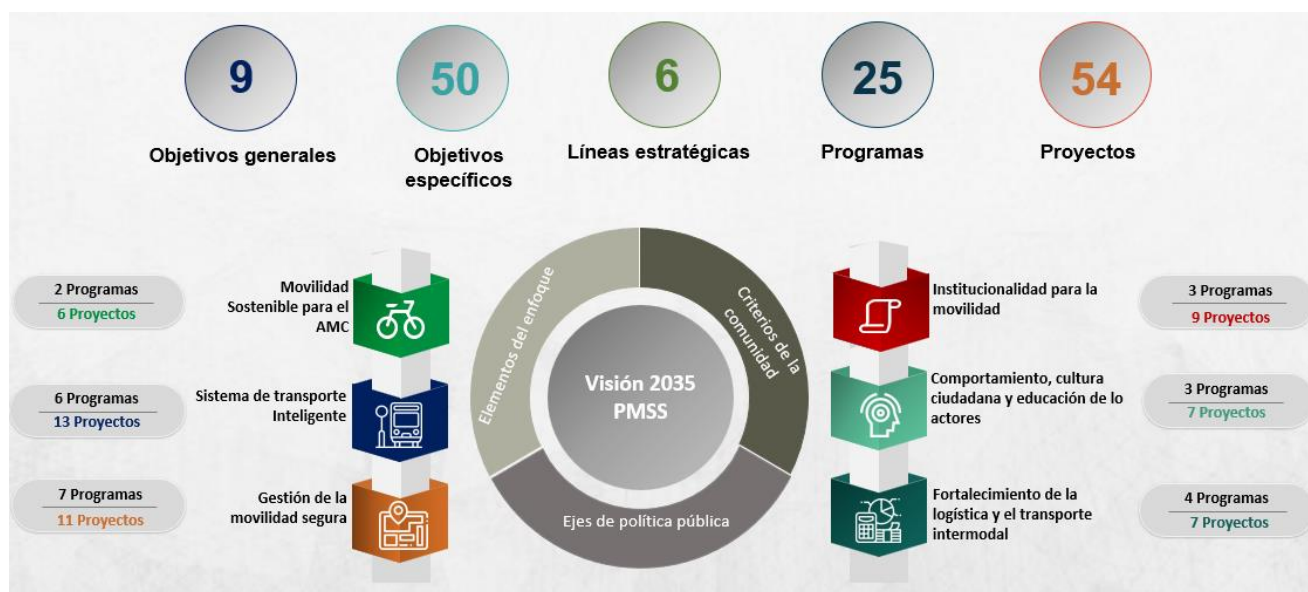 9
50
6
25
54
Objetivos generales
Objetivos
específicos
Líneas estratégicas
Programas
Proyectos
2 Programas
6 Proyectos
Movilidad
Sostenible para el
AMC
6 Programas
13 Proyectos
Sistema de transporte
Inteligente
7 Programas
11 Proyectos
Gestión de la
movilidad segura
Elementos del enfoque
Criterios de la
comunidad
Visión 2035
PMSS
Ejes de política pública
Institucionalidad para la
movilidad
3 Programas
9 Proyectos
Comportamiento, cultura
ciudadana y educación de lo
actores
3 Programas
7 Proyectos
Fortalecimiento de la
logística y el transporte
intermodal
4 Programas
7 Proyectos